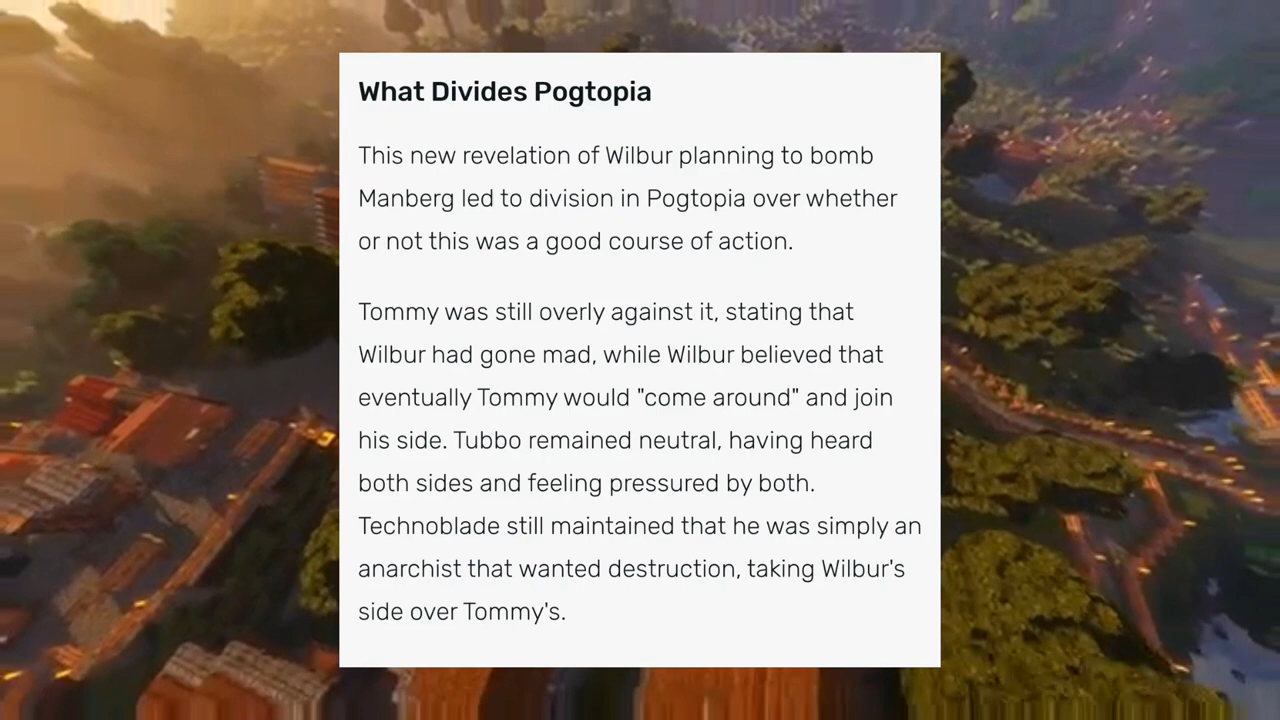 What Divides Pogtopia
This new revelation of Wilbur planning to bomb
Manberg led to division in Pogtopia over whether
or not this was a good course of action.
Tommy was still overly against it, stating that
Wilbur had gone mad, while Wilbur believed that
eventually Tommy would "come around" and join
his side. Tubbo remained neutral, having heard
both sides and feeling pressured by both.
Technoblade still maintained that he was simply an
anarchist that wanted destruction, taking Wilbur's
side over Tommy's.